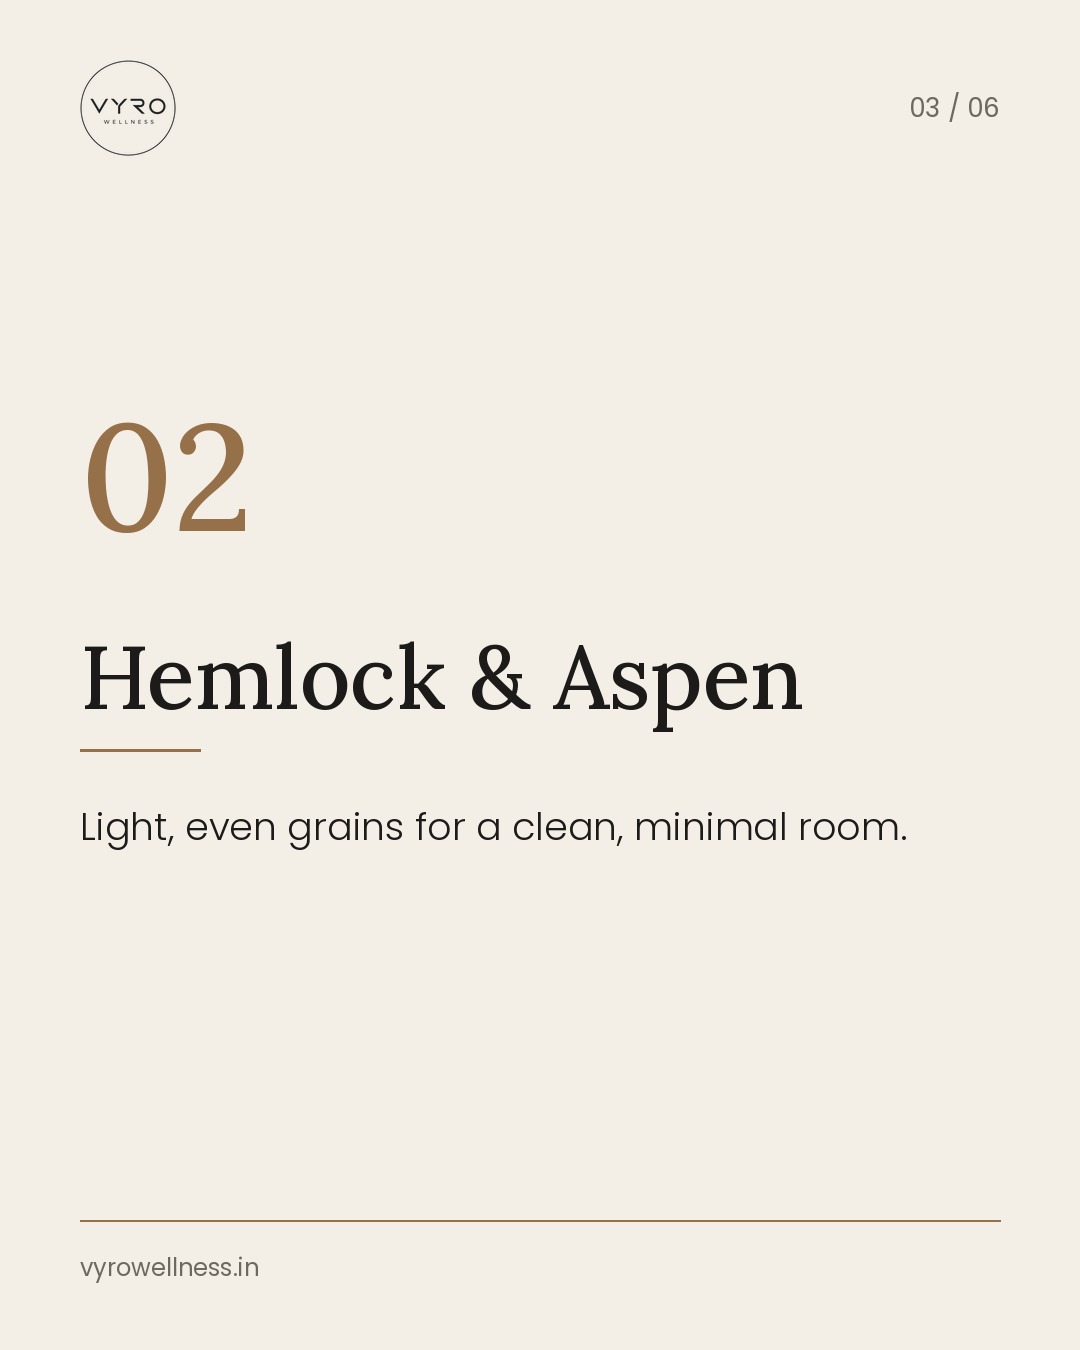 VYRO
WELLNESS
03 / 06
02
Hemlock & Aspen
Light, even grains for a clean, minimal room.
vyrowellness.in